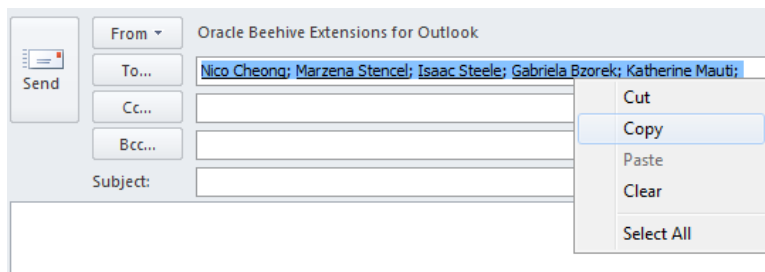 From ▾ Oracle Beehive Extensions for Outlook
Send
To... Nico Cheong; Marzena Stencel; Isaac Steele; Gabriela Bzorek; Katherine Mauti;
Cc...
Bcc...
Subject:
Cut
Copy
Paste
Clear
Select All